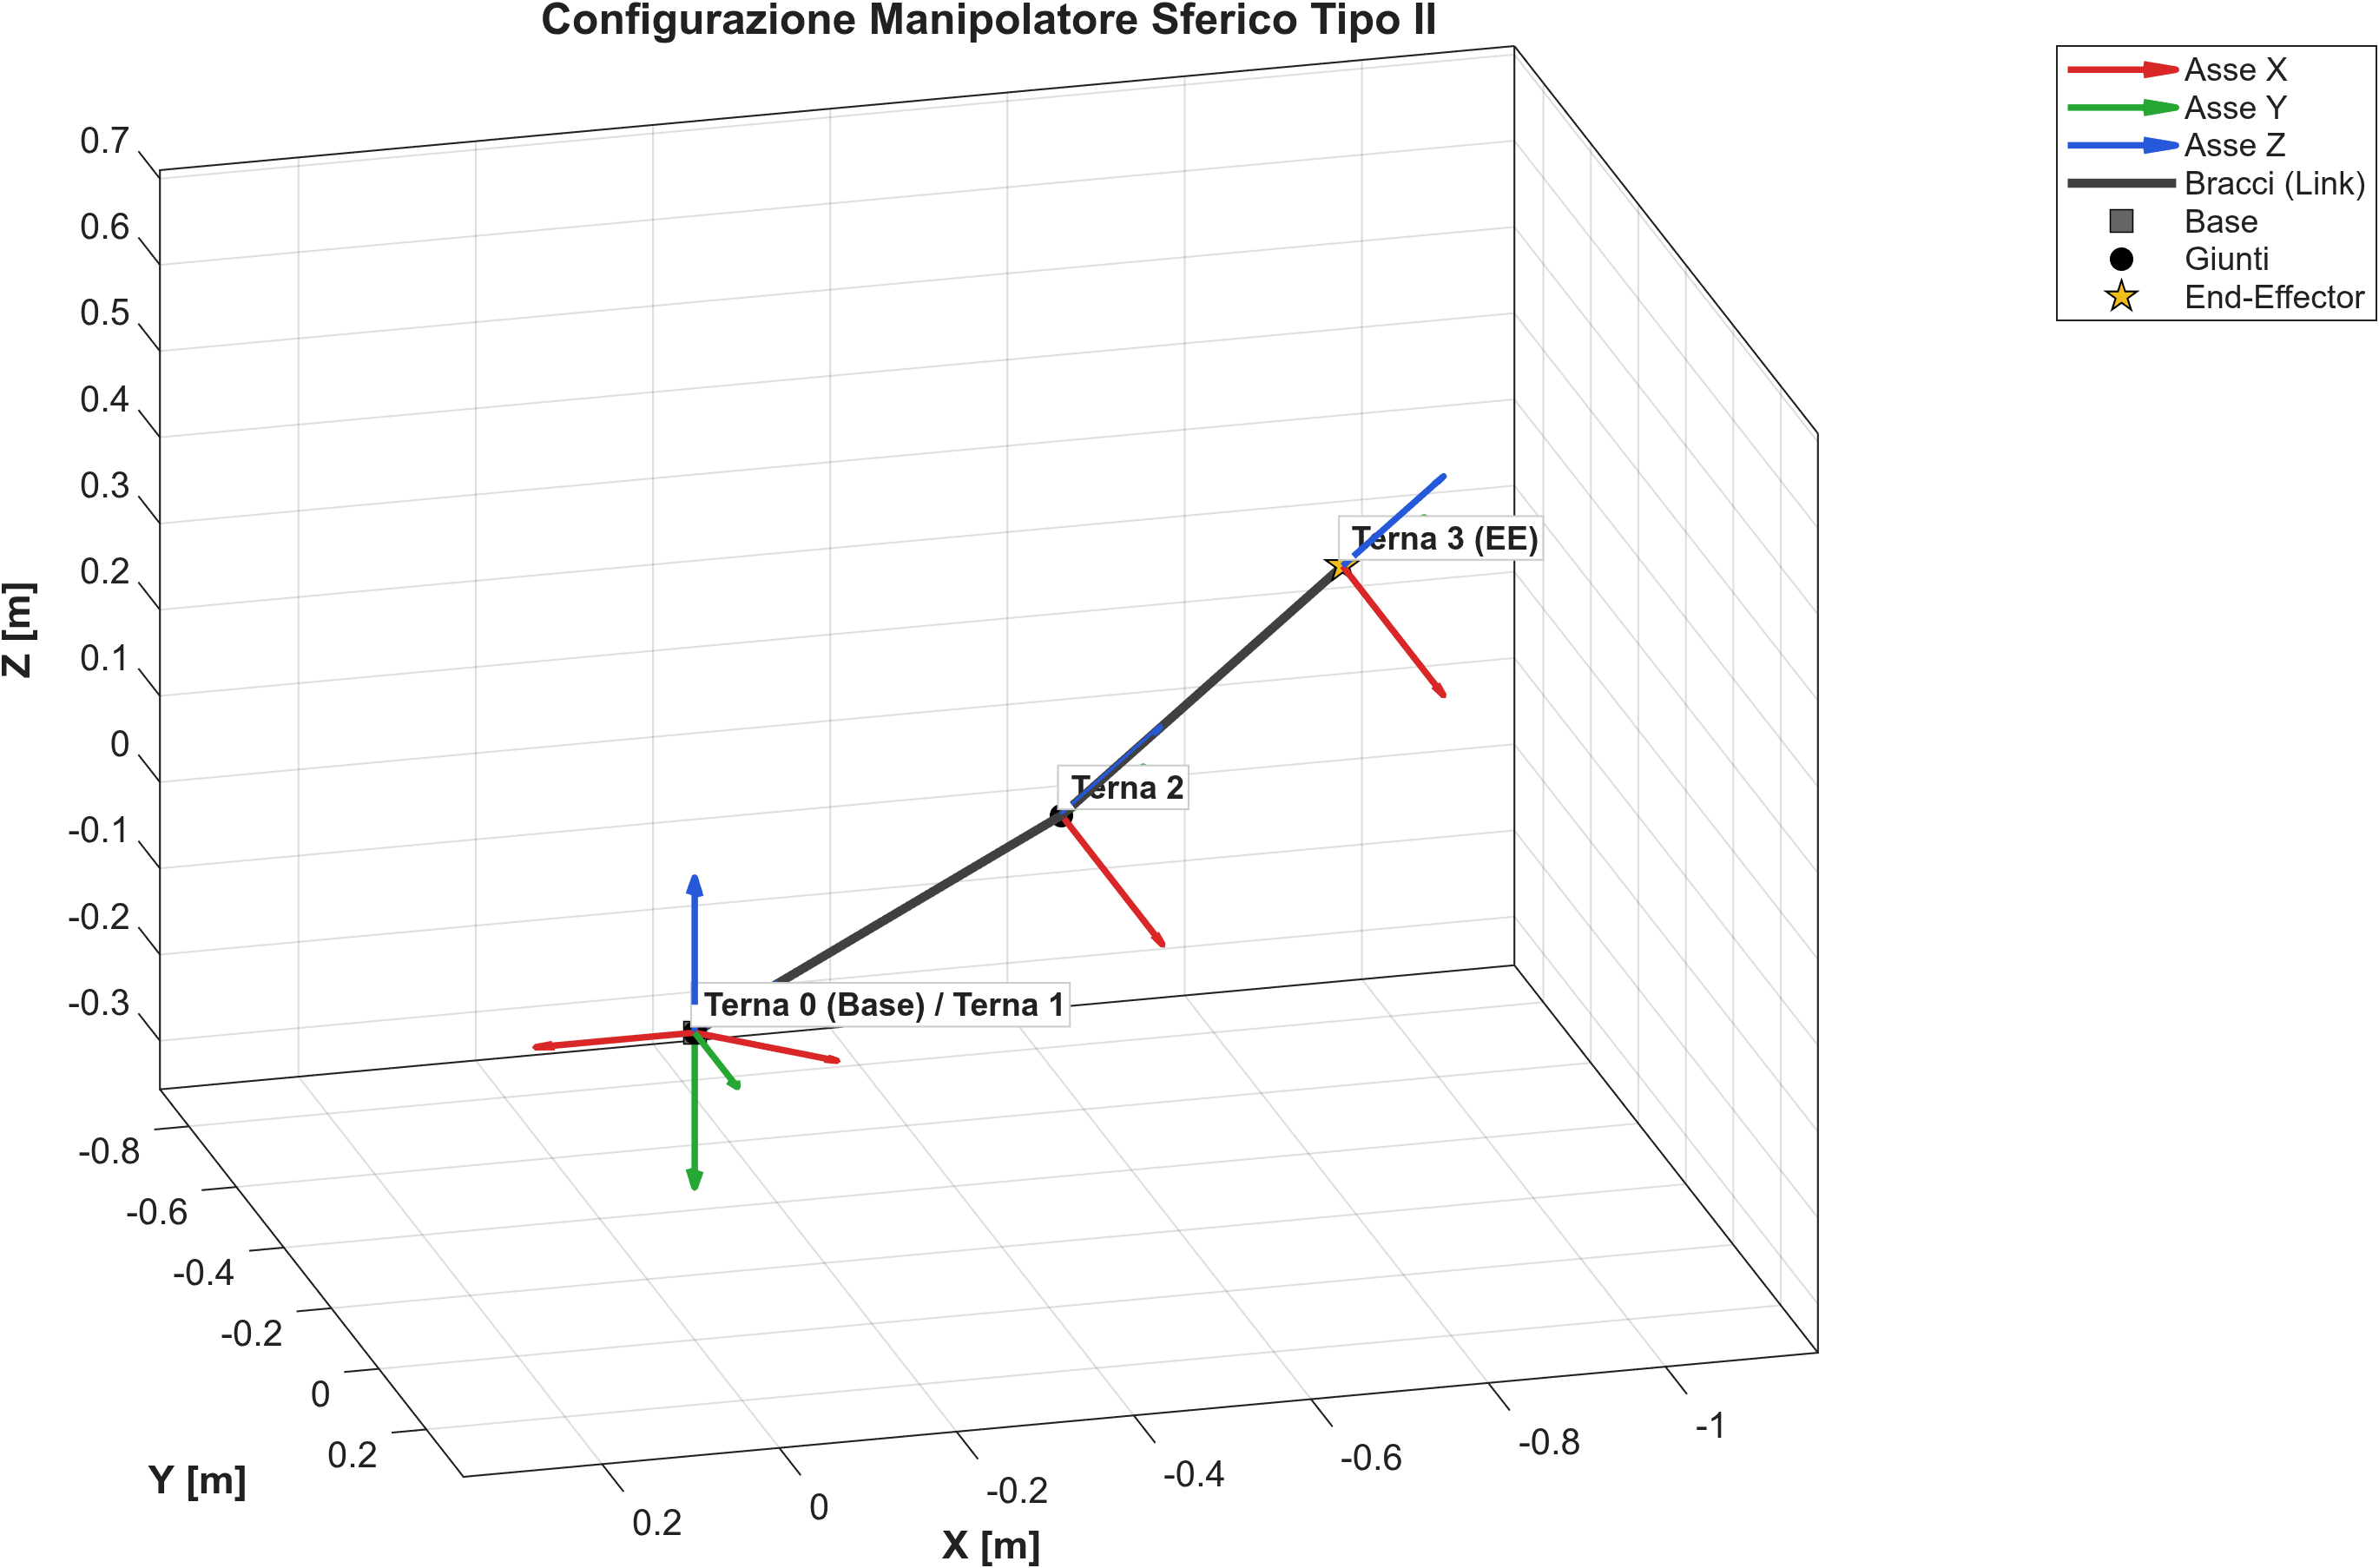 Configurazione Manipolatore Sferico Tipo II
Asse X
Asse Y
Asse Z
Bracci (Link)
Base
Giunti
End-Effector
0.7
0.6
0.5
0.4
0.3
0.2
0.1
0
-0.1
-0.2
-0.3
Z [m]
Terna 3 (EE)
Terna 2
Terna 0 (Base) / Terna 1
-0.8
-0.6
-0.4
-0.2
0
0.2
Y [m]
0.2
0
-0.2
-0.4
-0.6
-0.8
-1
X [m]